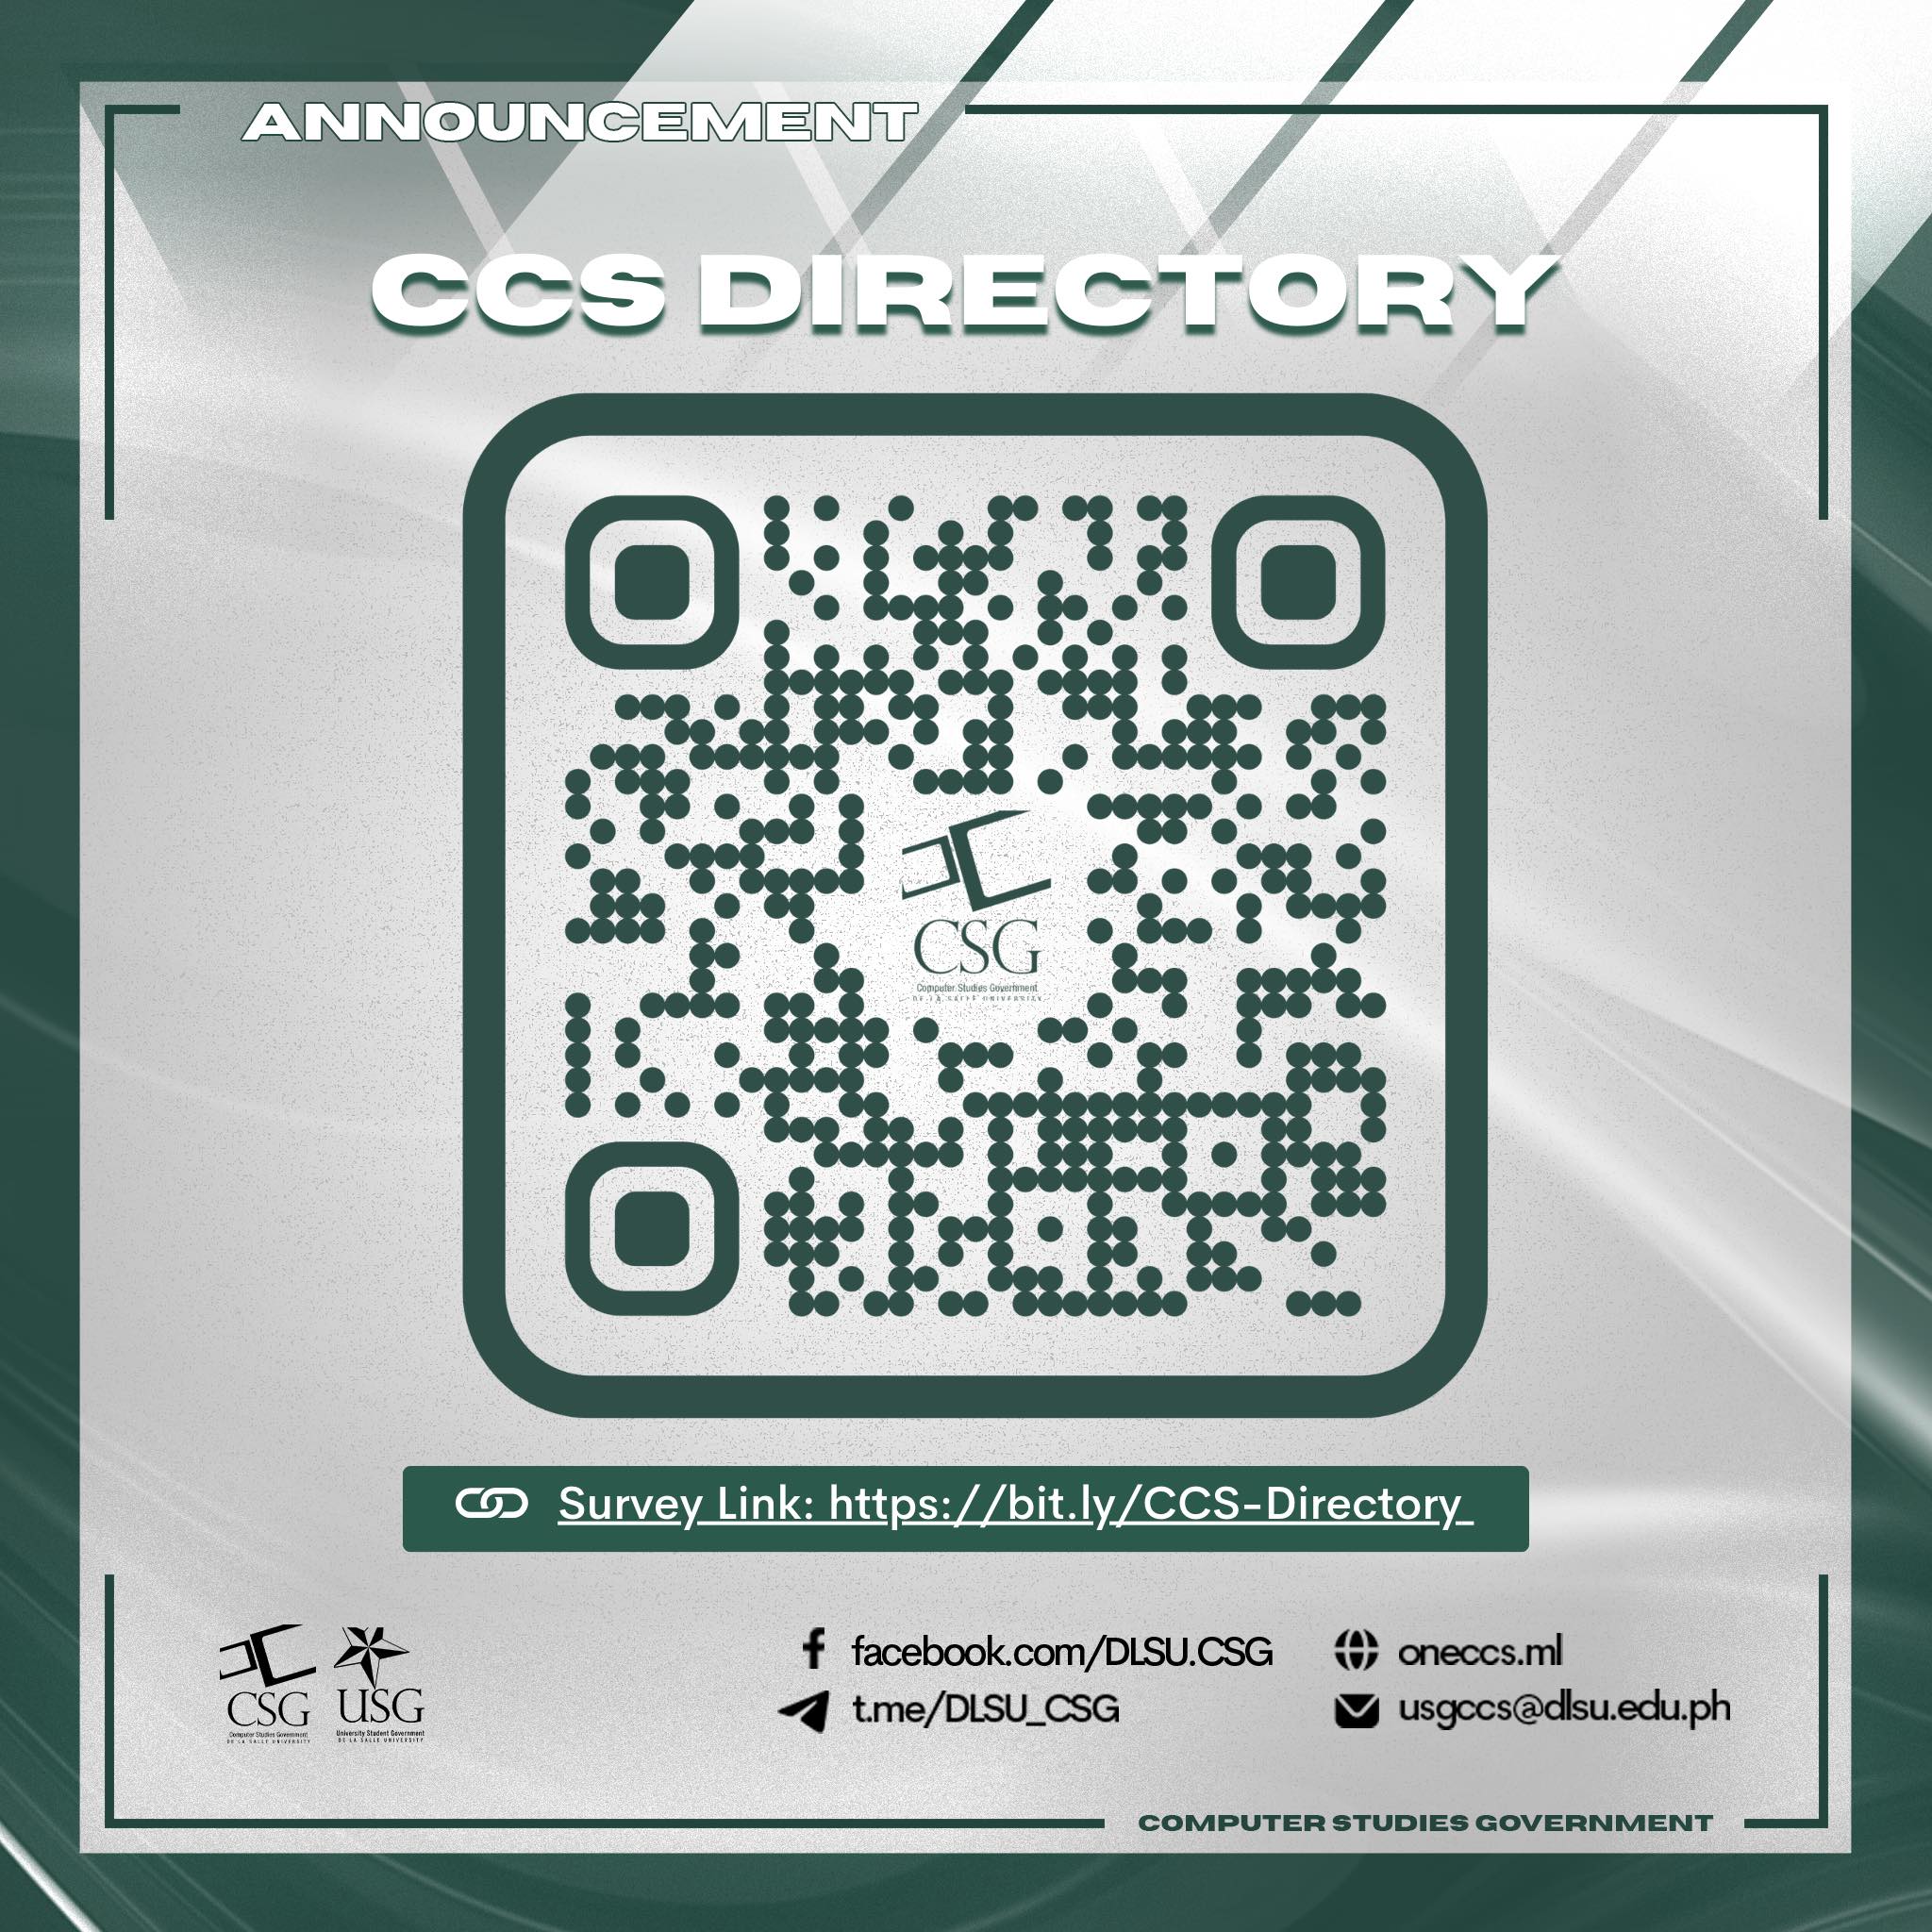 ANNOUNCEMENT
CCS DIRECTORY
CSG
Computer Studies Government
DE LA SALLE UNIVERSITY
Survey Link: https://bit.ly/CCS-Directory
CSG
Computer Studies Government
DE LA SALLE UNIVERSITY
USG
University Student Government
DE LA SALLE UNIVERSITY
facebook.com/DLSU.CSG
t.me/DLSU_CSG
oneccs.ml
usgccs@dlsu.edu.ph
COMPUTER STUDIES GOVERNMENT